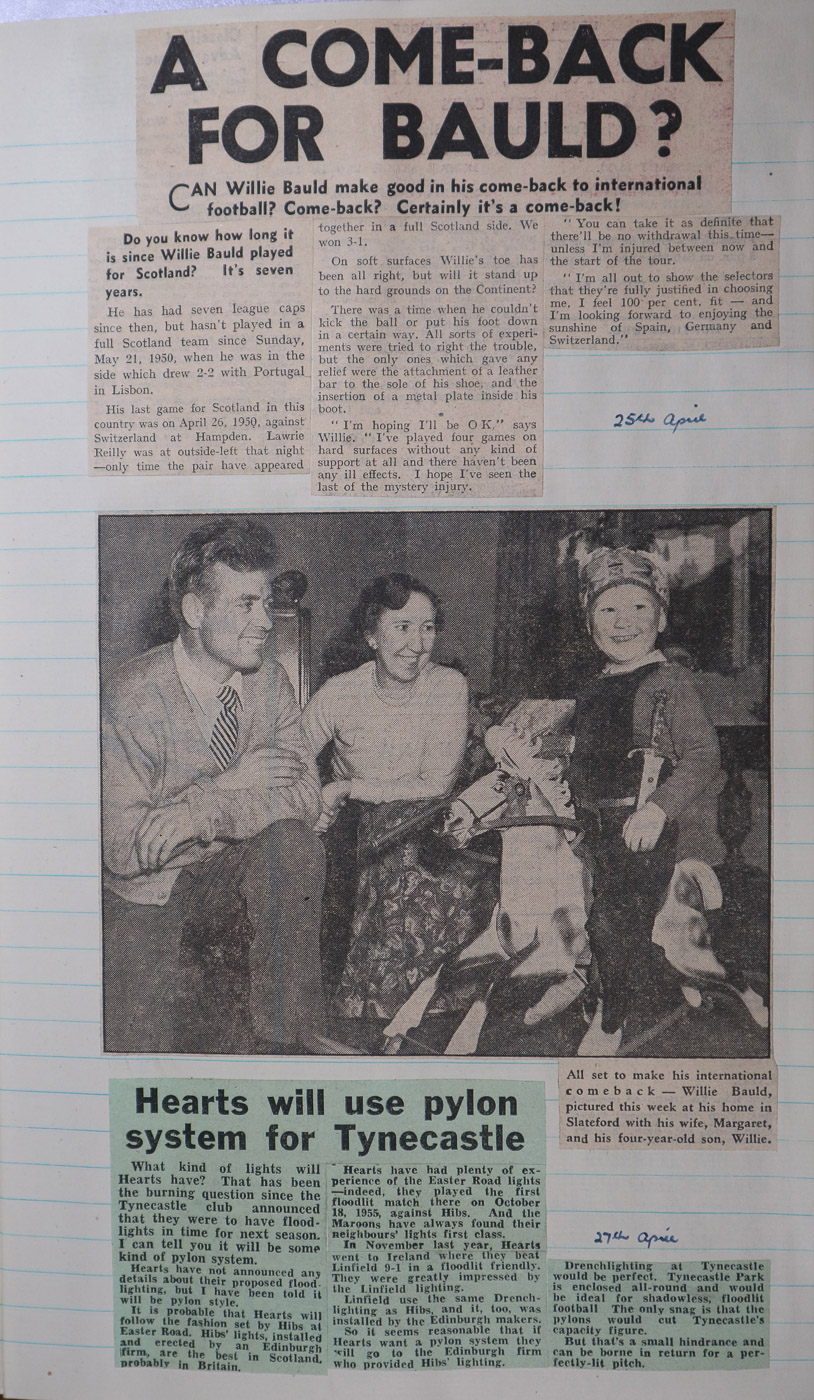 A COME-BACK
FOR BAULD?
CAN Willie Bauld make good in his come-back to international
football? Come-back? Certainly it's a come-back!
Do you know how long it
is since Willie Bauld played
for Scotland? It's seven
years.
He has had seven league caps
since then, but hasn't played in a
full Scotland team since Sunday,
May 21, 1950, when he was in the
side which drew 2-2 with Portugal
in Lisbon.
His last game for Scotland in this
country was on April 26, 1950, against
Switzerland at Hampden. Lawrie
Reilly was at outside-left that night
—only time the pair have appeared
together in a full Scotland side. We
won 3-1.
On soft surfaces Willie's toe has
been all right, but will it stand up
to the hard grounds on the Continent?
There was a time when he couldn't
kick the ball or put his foot down
in a certain way. All sorts of experi-
ments were tried to right the trouble,
but the only ones which gave any
relief were the attachment of a leather
bar to the sole of his shoe, and the
insertion of a metal plate inside his
boot.
"I'm hoping I'll be O K," says
Willie. "I've played four games on
hard surfaces without any kind of
support at all and there haven't been
any ill effects. I hope I've seen the
last of the mystery injury.
"You can take it as definite that
there'll be no withdrawal this time—
unless I'm injured between now and
the start of the tour.
"I'm all out to show the selectors
that they're fully justified in choosing
me. I feel 100 per cent. fit — and
I'm looking forward to enjoying the
sunshine of Spain, Germany and
Switzerland."
25th April
All set to make his international
comeback — Willie Bauld,
pictured this week at his home in
Slateford with his wife, Margaret,
and his four-year-old son, Willie.
Hearts will use pylon
system for Tynecastle
What kind of lights will
Hearts have? That has been
the burning question since the
Tynecastle club announced
that they were to have flood-
lights in time for next season.
I can tell you it will be some
kind of pylon system.
Hearts have not announced any
details about their proposed flood-
lighting, but I have been told it
will be pylon style.
It is probable that Hearts will
follow the fashion set by Hibs at
Easter Road. Hibs' lights, installed
and erected by an Edinburgh
firm, are the best in Scotland,
probably in Britain.
Hearts have had plenty of ex-
perience of the Easter Road lights
—indeed, they played the first
floodlit match there on October
18, 1955, against Hibs. And the
Maroons have always found their
neighbours' lights first class.
In November last year, Hearts
went to Ireland where they beat
Linfield 9-1 in a floodlit friendly.
They were greatly impressed by
the Linfield lighting.
Linfield use the same Drench-
lighting as Hibs, and it, too, was
installed by the Edinburgh makers.
So it seems reasonable that if
Hearts want a pylon system they
will go to the Edinburgh firm
who provided Hibs' lighting.
27th April
Drenchlighting at Tynecastle
would be perfect. Tynecastle Park
is enclosed all-round and would
be ideal for shadowless, floodlit
football The only snag is that the
pylons would cut Tynecastle's
capacity figure.
But that's a small hindrance and
can be borne in return for a per-
fectly-lit pitch.